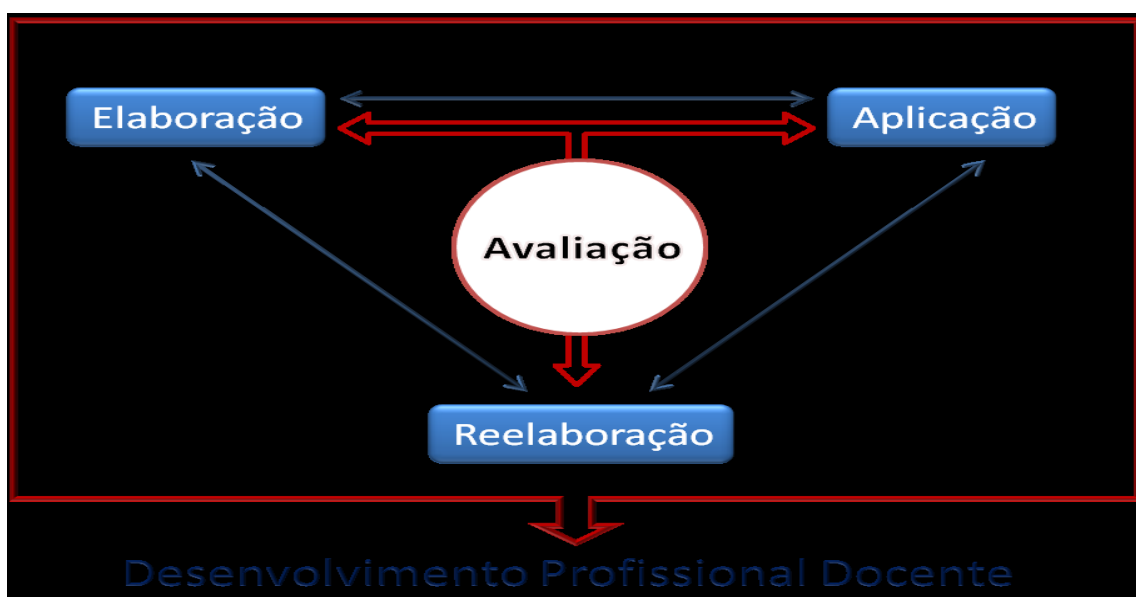 Elaboração
Aplicação
Avaliação
Reelaboração
Desenvolvimento Profissional Docente